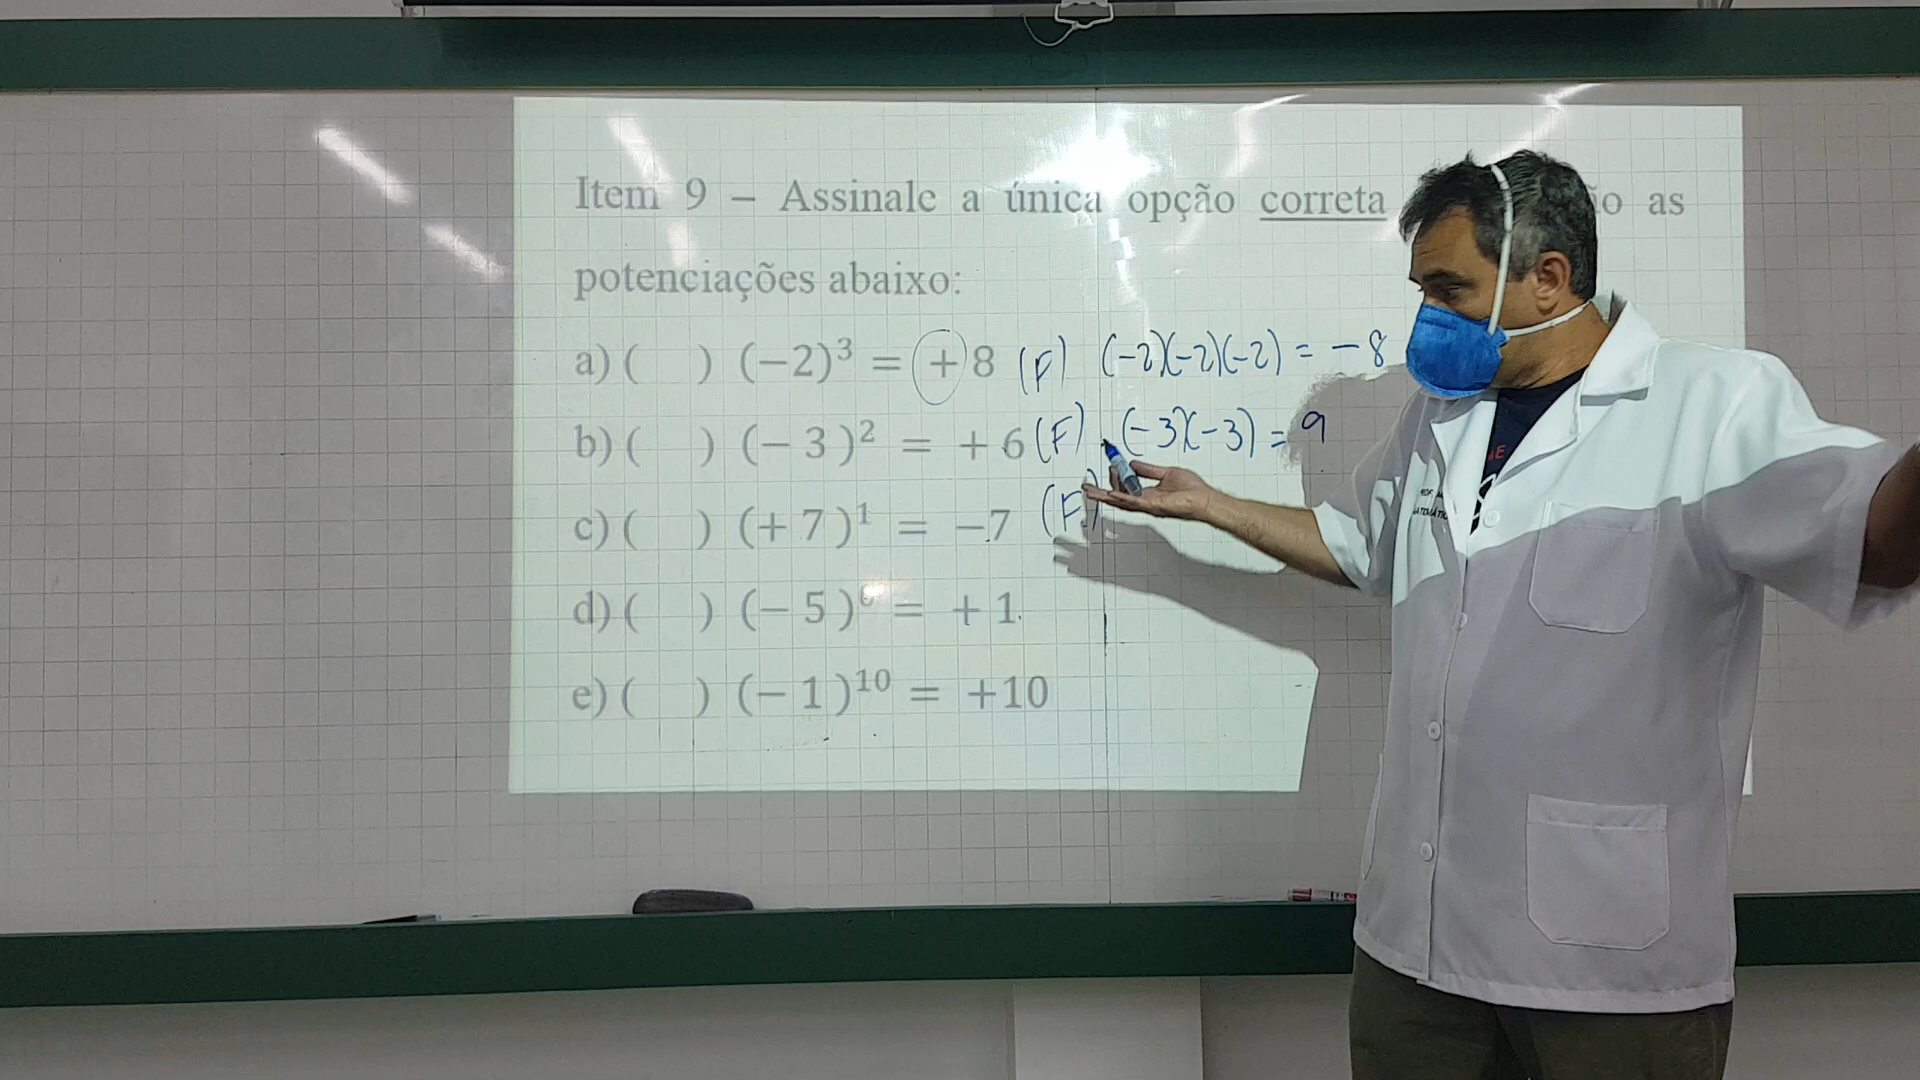 Item 9 – Assinale a única opção correta as
potenciações abaixo:
a) ( ) (−2)³ = +8 (F) (-2)(-2)(-2) = -8
b) ( ) (− 3 )² = + 6 (F) (-3)(-3) = 9
c) ( ) (+ 7 )¹ = −7 (F)
d) ( ) (− 5 ) = + 1
e) ( ) (− 1 )¹⁰ = +10